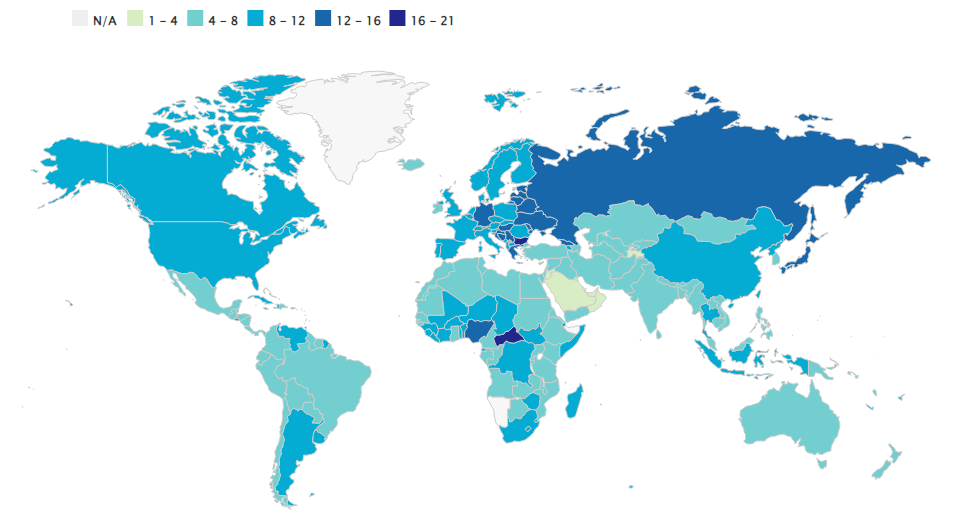 N/A 1 – 4 4 – 8 8 – 12 12 – 16 16 – 21